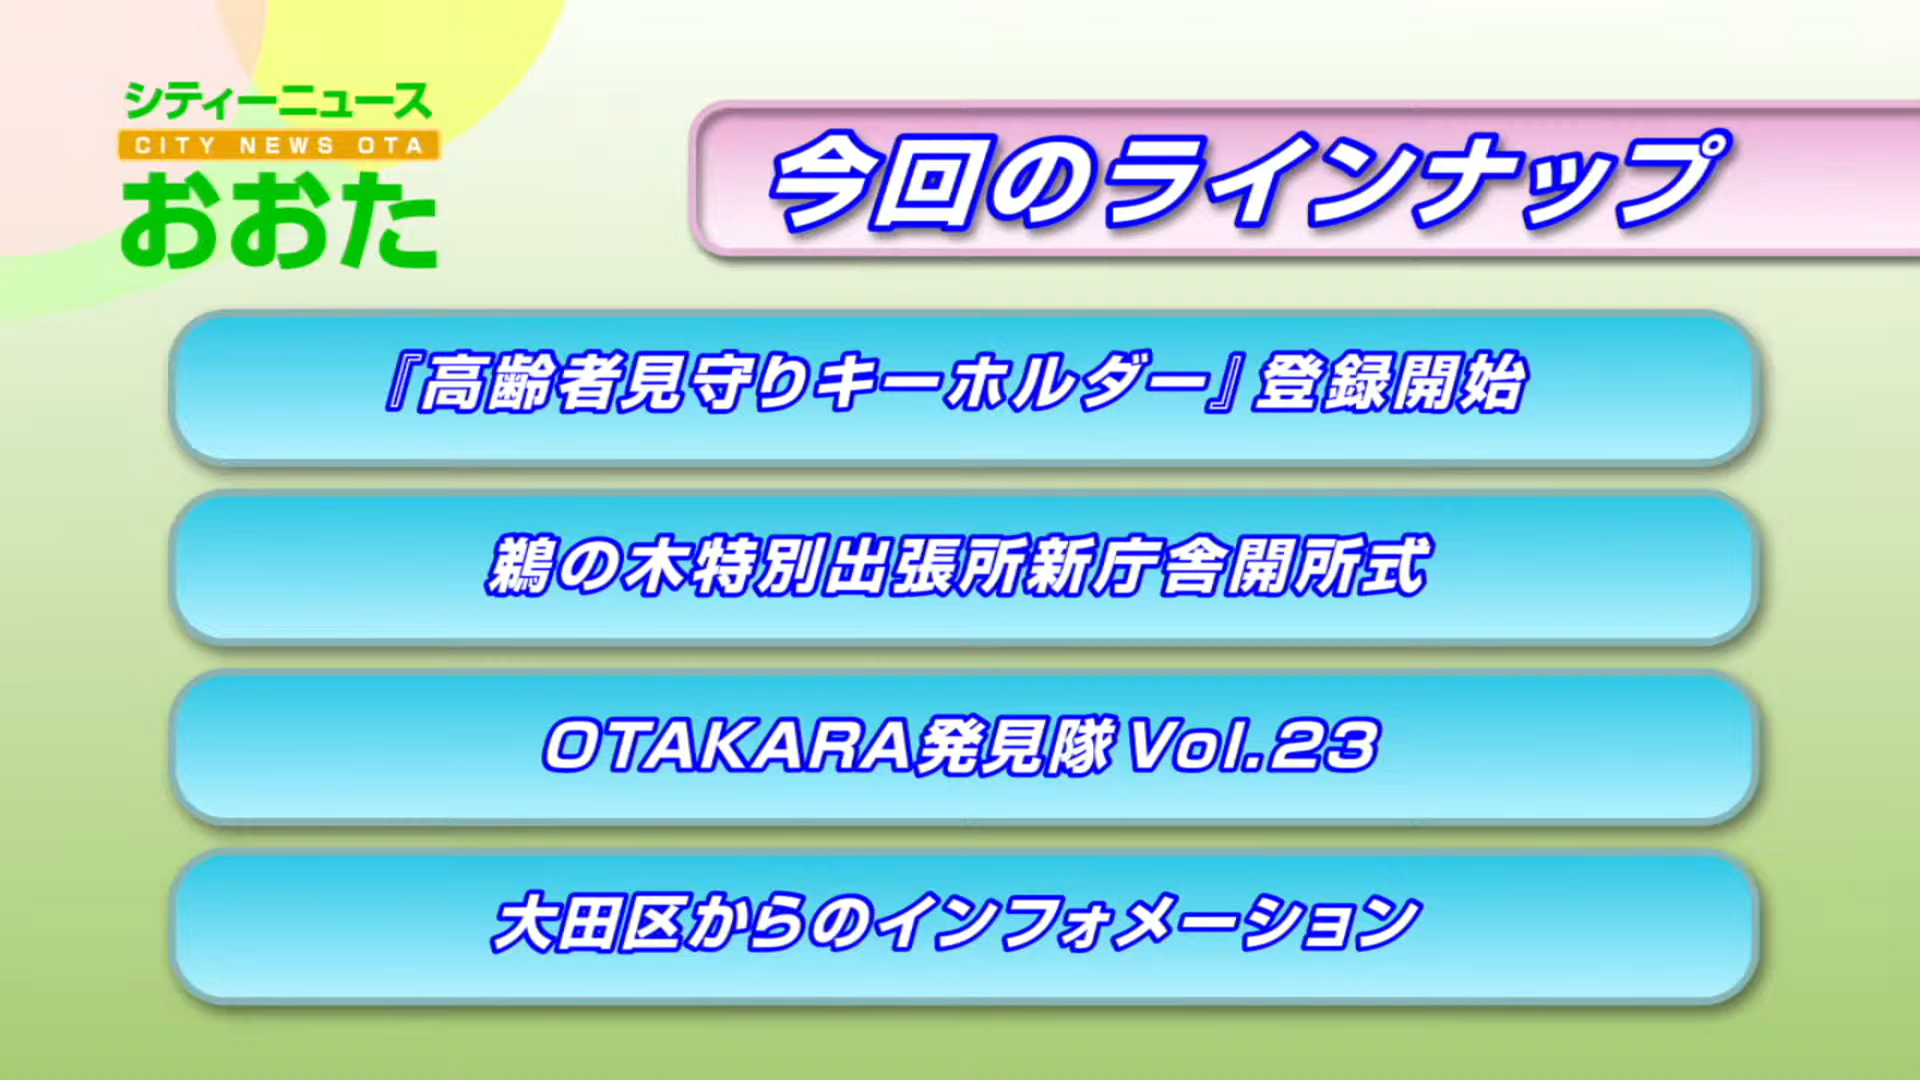 シティーニュース
CITY NEWS OTA
おおた
今回のラインナップ
『高齢者見守りキーホルダー』登録開始
鵜の木特別出張所新庁舎開所式
OTAKARA発見隊 Vol.23
大田区からのインフォメーション